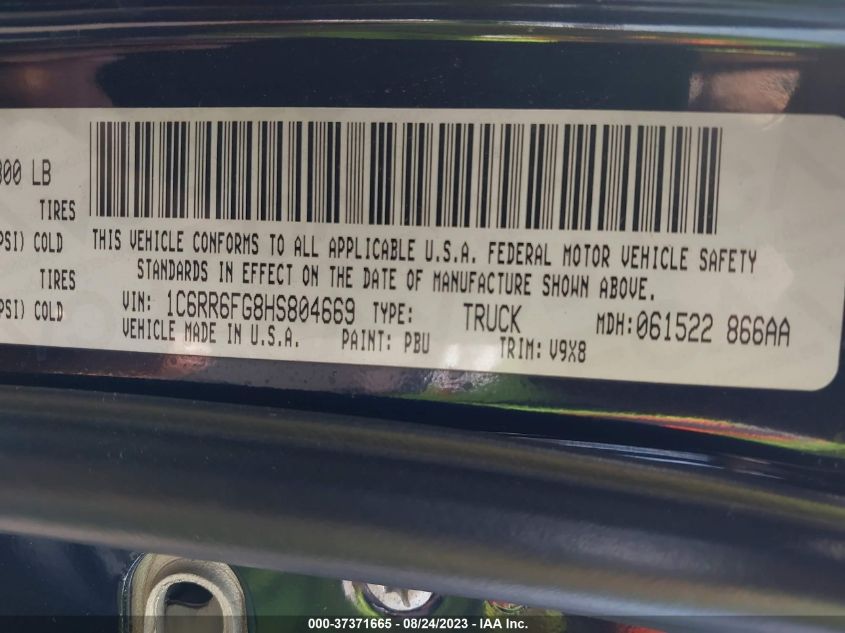 300 LB
TIRES
PSI) COLD
TIRES
PSI) COLD
THIS VEHICLE CONFORMS TO ALL APPLICABLE U.S.A. FEDERAL MOTOR VEHICLE SAFETY
STANDARDS IN EFFECT ON THE DATE OF MANUFACTURE SHOWN ABOVE.
VIN: 1C6RR6FG8HS804669 TYPE: TRUCK MDH:061522 866AA
VEHICLE MADE IN U.S.A. PAINT: PBU TRIM: V9X8
000-37371665 - 08/24/2023 - IAA Inc.